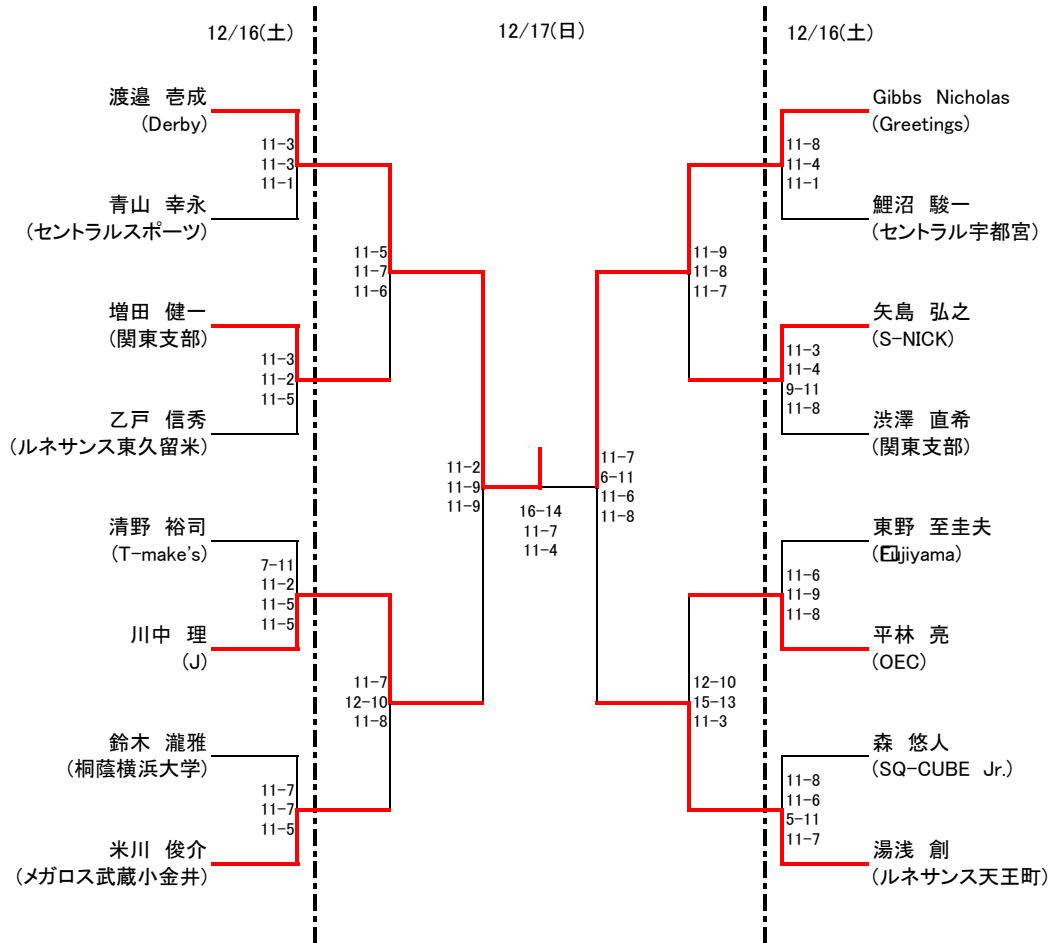 12/16(土)
12/17(日)
12/16(土)
渡邉 壱成
(Derby)
11-3
11-3
11-1
青山 幸永
(セントラルスポーツ)
11-5
11-7
11-6
増田 健一
(関東支部)
11-3
11-2
11-5
乙戸 信秀
(ルネサンス東久留米)
11-2
11-9
11-9
清野 裕司
(T-make's)
7-11
11-2
11-5
11-5
川中 理
(J)
11-7
12-10
11-8
鈴木 瀧雅
(桐蔭横浜大学)
11-7
11-7
11-5
米川 俊介
(メガロス武蔵小金井)
16-14
11-7
11-4
Gibbs Nicholas
(Greetings)
11-8
11-4
11-1
鯉沼 駿一
(セントラル宇都宮)
11-9
11-8
11-7
矢島 弘之
(S-NICK)
11-3
11-4
9-11
11-8
渋澤 直希
(関東支部)
11-7
6-11
11-6
11-8
東野 至圭夫
(Fujiyama)
11-6
11-9
11-8
平林 亮
(OEC)
12-10
15-13
11-3
森 悠人
(SQ-CUBE Jr.)
11-8
11-6
5-11
11-7
湯浅 創
(ルネサンス天王町)